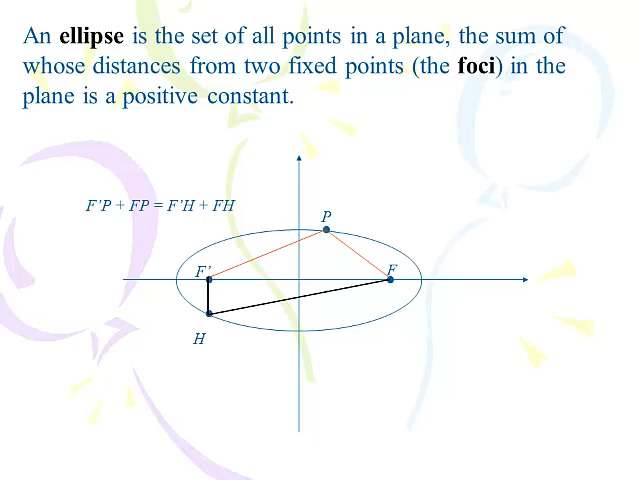 An ellipse is the set of all points in a plane, the sum of
whose distances from two fixed points (the foci) in the
plane is a positive constant.
F’P + FP = F’H + FH
P
F’
F
H